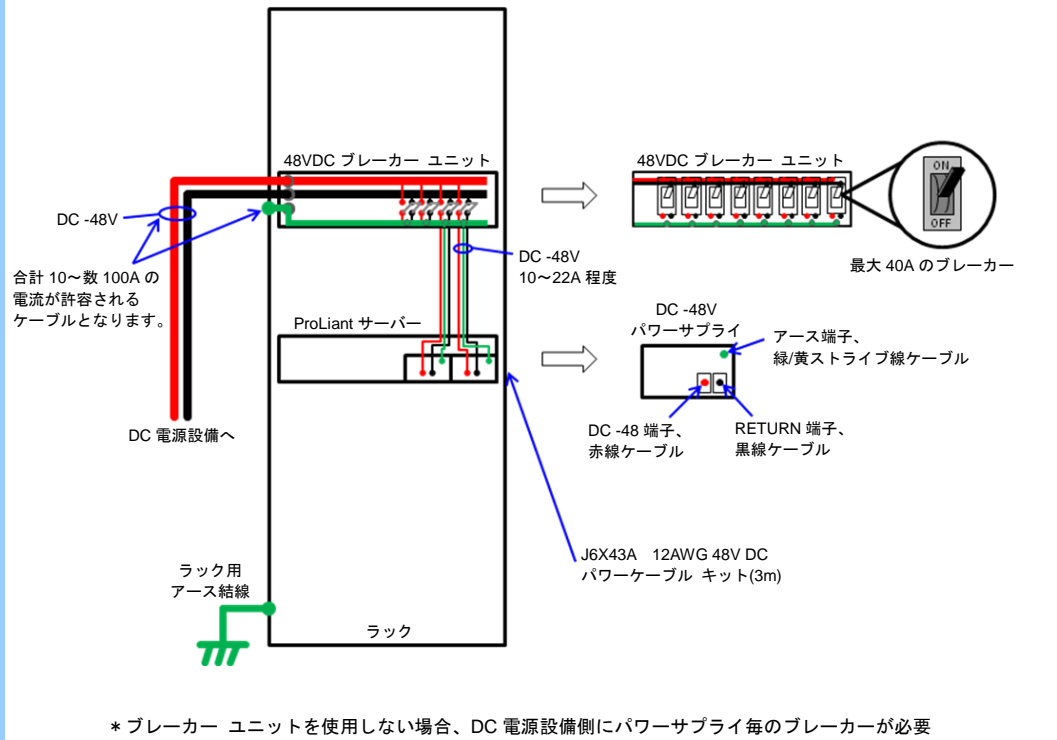 48VDC ブレーカー ユニット
48VDC ブレーカー ユニット
ON
OFF
DC -48V
DC -48V
10～22A 程度
最大 40A のブレーカー
合計 10～数 100A の
電流が許容される
ケーブルとなります。
ProLiant サーバー
DC -48V
パワーサプライ
アース端子、
緑/黄ストライプ線ケーブル
DC -48 端子、
赤線ケーブル
RETURN 端子、
黒線ケーブル
DC 電源設備へ
J6X43A 12AWG 48V DC
パワーケーブル キット(3m)
ラック用
アース結線
ラック
＊ブレーカー ユニットを使用しない場合、DC 電源設備側にパワーサプライ毎のブレーカーが必要